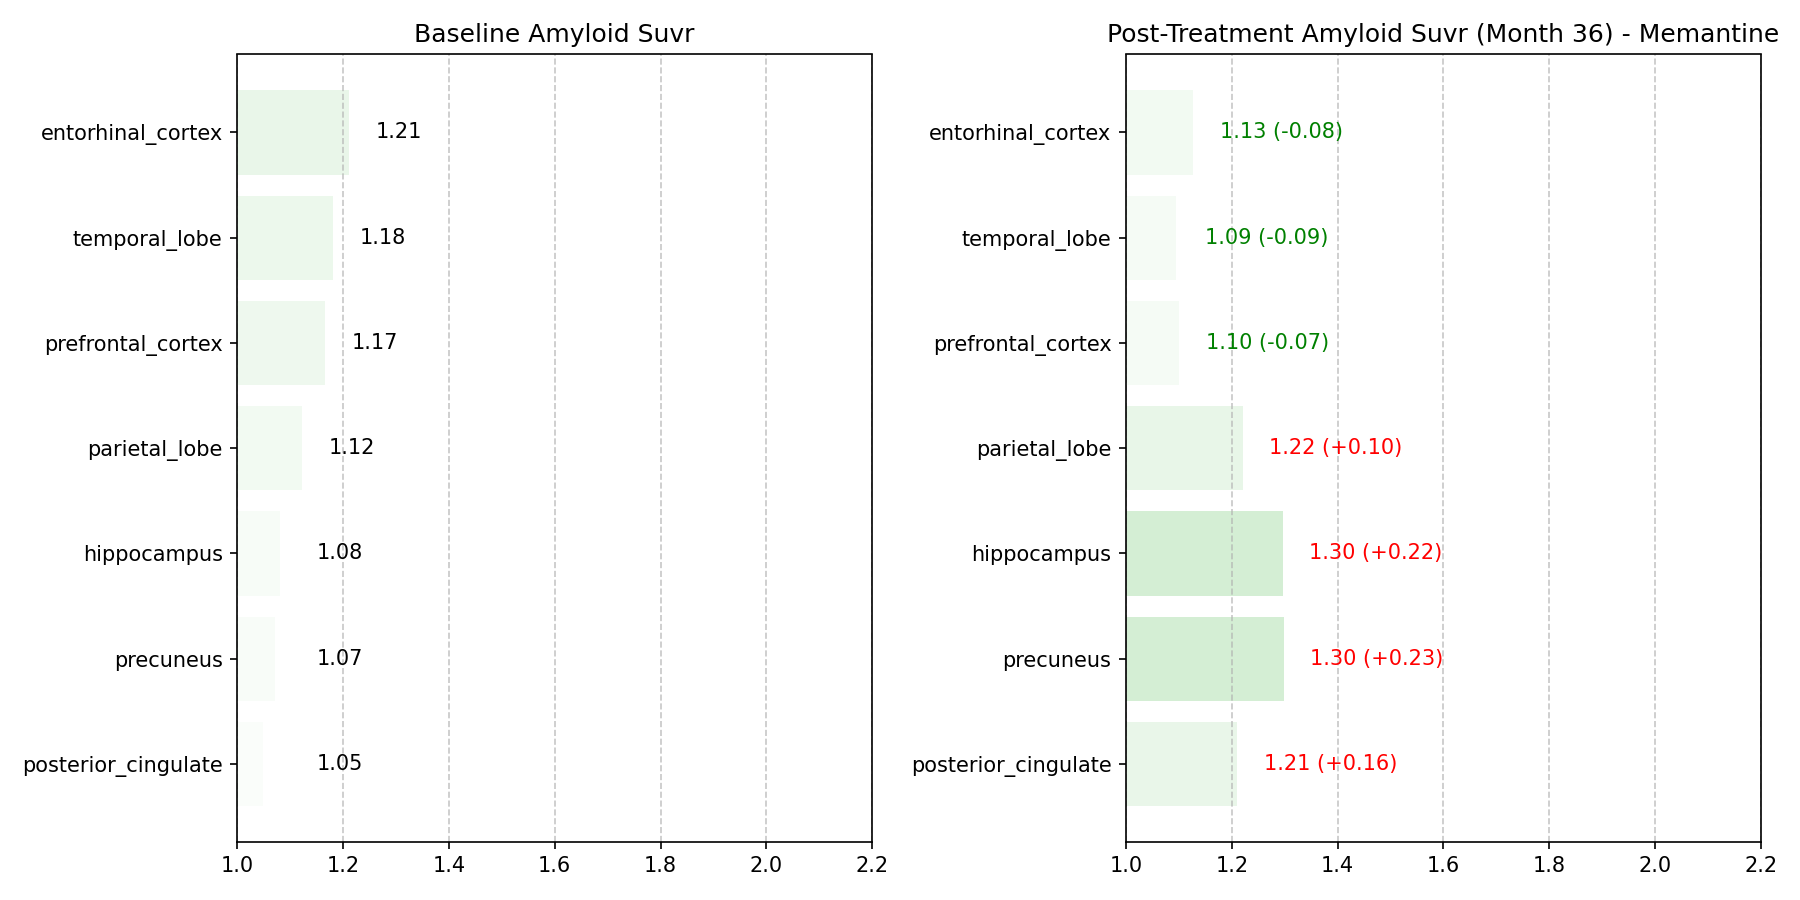 Baseline Amyloid Suvr
entorhinal_cortex 1.21
temporal_lobe 1.18
prefrontal_cortex 1.17
parietal_lobe 1.12
hippocampus 1.08
precuneus 1.07
posterior_cingulate 1.05
1.0 1.2 1.4 1.6 1.8 2.0 2.2
Post-Treatment Amyloid Suvr (Month 36) - Memantine
entorhinal_cortex 1.13 (-0.08)
temporal_lobe 1.09 (-0.09)
prefrontal_cortex 1.10 (-0.07)
parietal_lobe 1.22 (+0.10)
hippocampus 1.30 (+0.22)
precuneus 1.30 (+0.23)
posterior_cingulate 1.21 (+0.16)
1.0 1.2 1.4 1.6 1.8 2.0 2.2